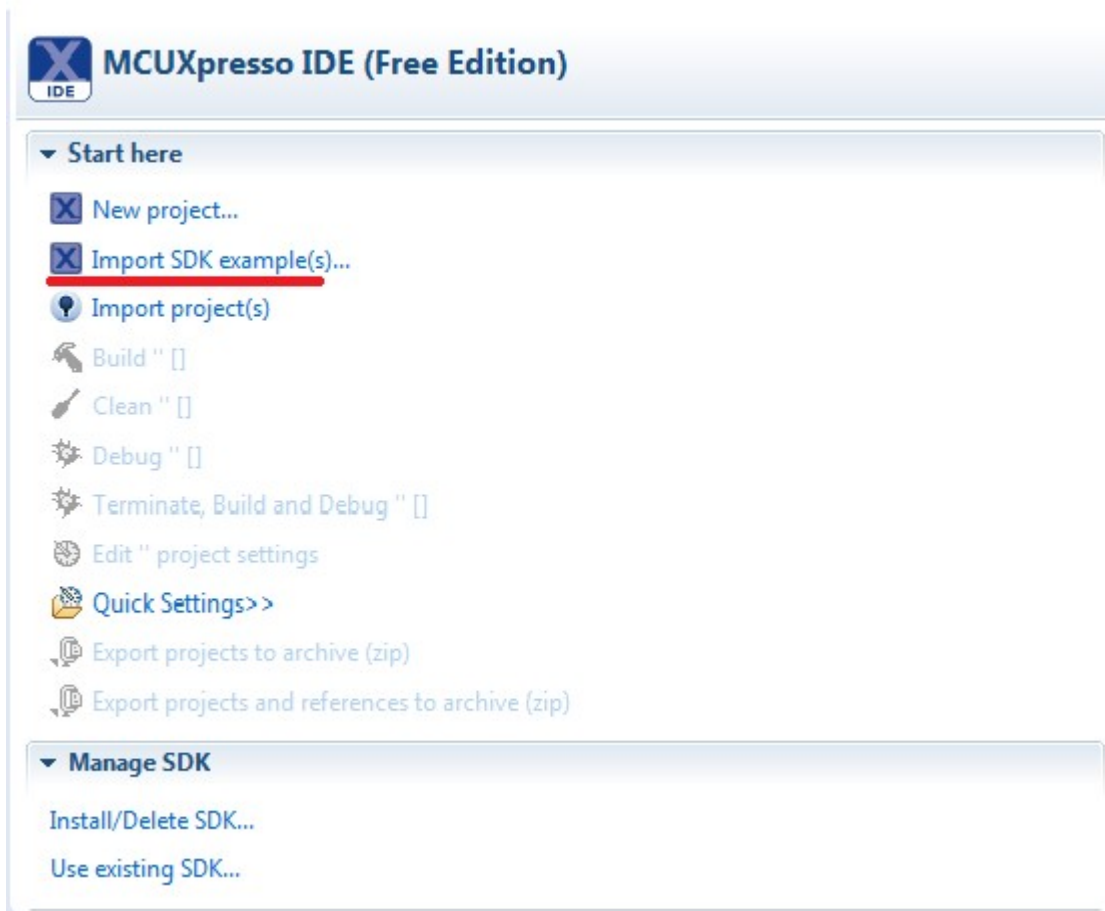 X
IDE
MCUXpresso IDE (Free Edition)
Start here
New project...
Import SDK example(s)...
Import project(s)
Build '' []
Clean '' []
Debug '' []
Terminate, Build and Debug '' []
Edit '' project settings
Quick Settings>>
Export projects to archive (zip)
Export projects and references to archive (zip)
Manage SDK
Install/Delete SDK...
Use existing SDK...